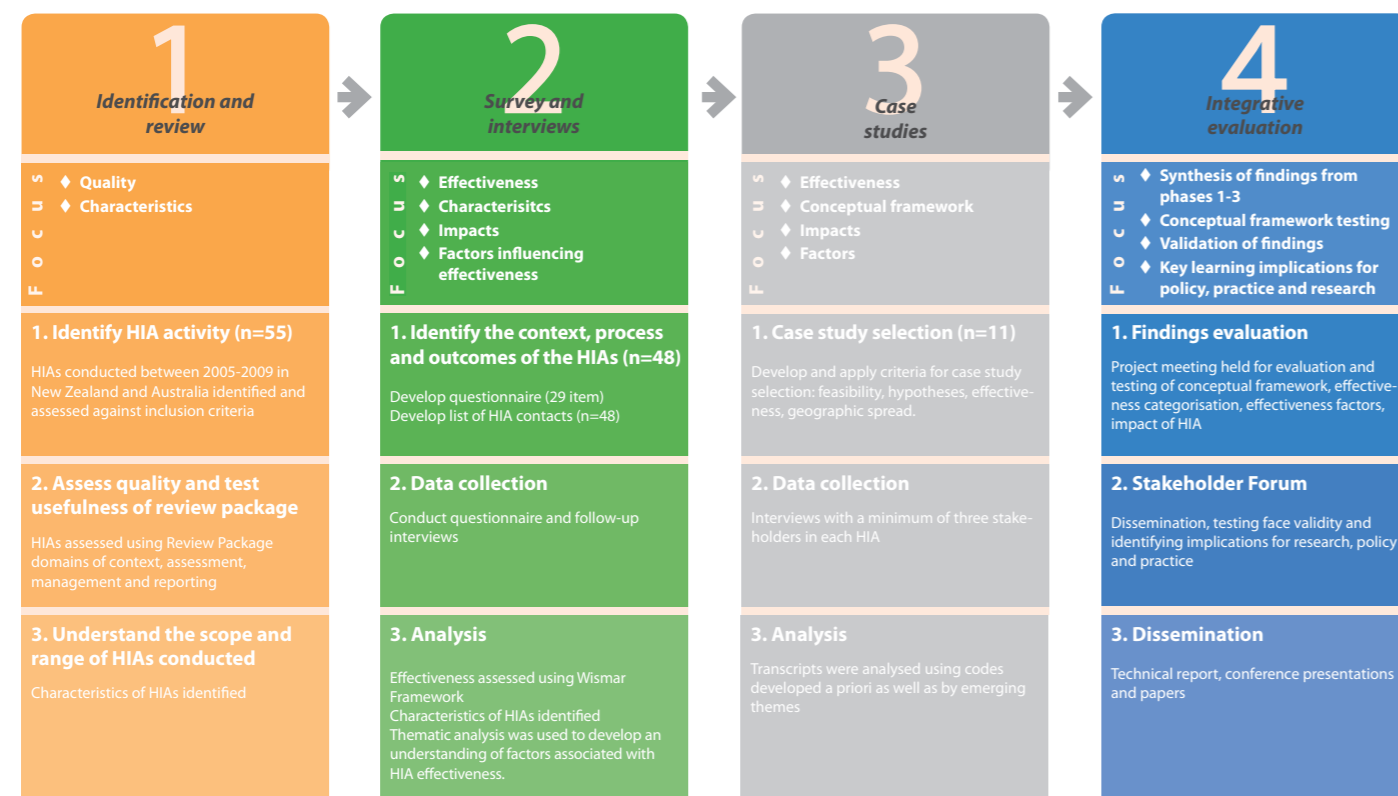 1
Identification and
review
F o c u s
♦ Quality
♦ Characteristics
1. Identify HIA activity (n=55)
HIAs conducted between 2005-2009 in
New Zealand and Australia identified and
assessed against inclusion criteria
2. Assess quality and test
usefulness of review package
HIAs assessed using Review Package
domains of context, assessment,
management and reporting
3. Understand the scope and
range of HIAs conducted
Characteristics of HIAs identified
2
Survey and
interviews
F o c u s
♦ Effectiveness
♦ Characterisitcs
♦ Impacts
♦ Factors influencing
effectiveness
1. Identify the context, process
and outcomes of the HIAs (n=48)
Develop questionnaire (29 item)
Develop list of HIA contacts (n=48)
2. Data collection
Conduct questionnaire and follow-up
interviews
3. Analysis
Effectiveness assessed using Wismar
Framework
Characteristics of HIAs identified
Thematic analysis was used to develop an
understanding of factors associated with
HIA effectiveness.
3
Case
studies
F o c u s
♦ Effectiveness
♦ Conceptual framework
♦ Impacts
♦ Factors
1. Case study selection (n=11)
Develop and apply criteria for case study
selection: feasibility, hypotheses, effective-
ness, geographic spread.
2. Data collection
Interviews with a minimum of three stake-
holders in each HIA
3. Analysis
Transcripts were analysed using codes
developed a priori as well as by emerging
themes
4
Integrative
evaluation
F o c u s
♦ Synthesis of findings from
phases 1-3
♦ Conceptual framework testing
♦ Validation of findings
♦ Key learning implications for
policy, practice and research
1. Findings evaluation
Project meeting held for evaluation and
testing of conceptual framework, effective-
ness categorisation, effectiveness factors,
impact of HIA
2. Stakeholder Forum
Dissemination, testing face validity and
identifying implications for research, policy
and practice
3. Dissemination
Technical report, conference presentations
and papers